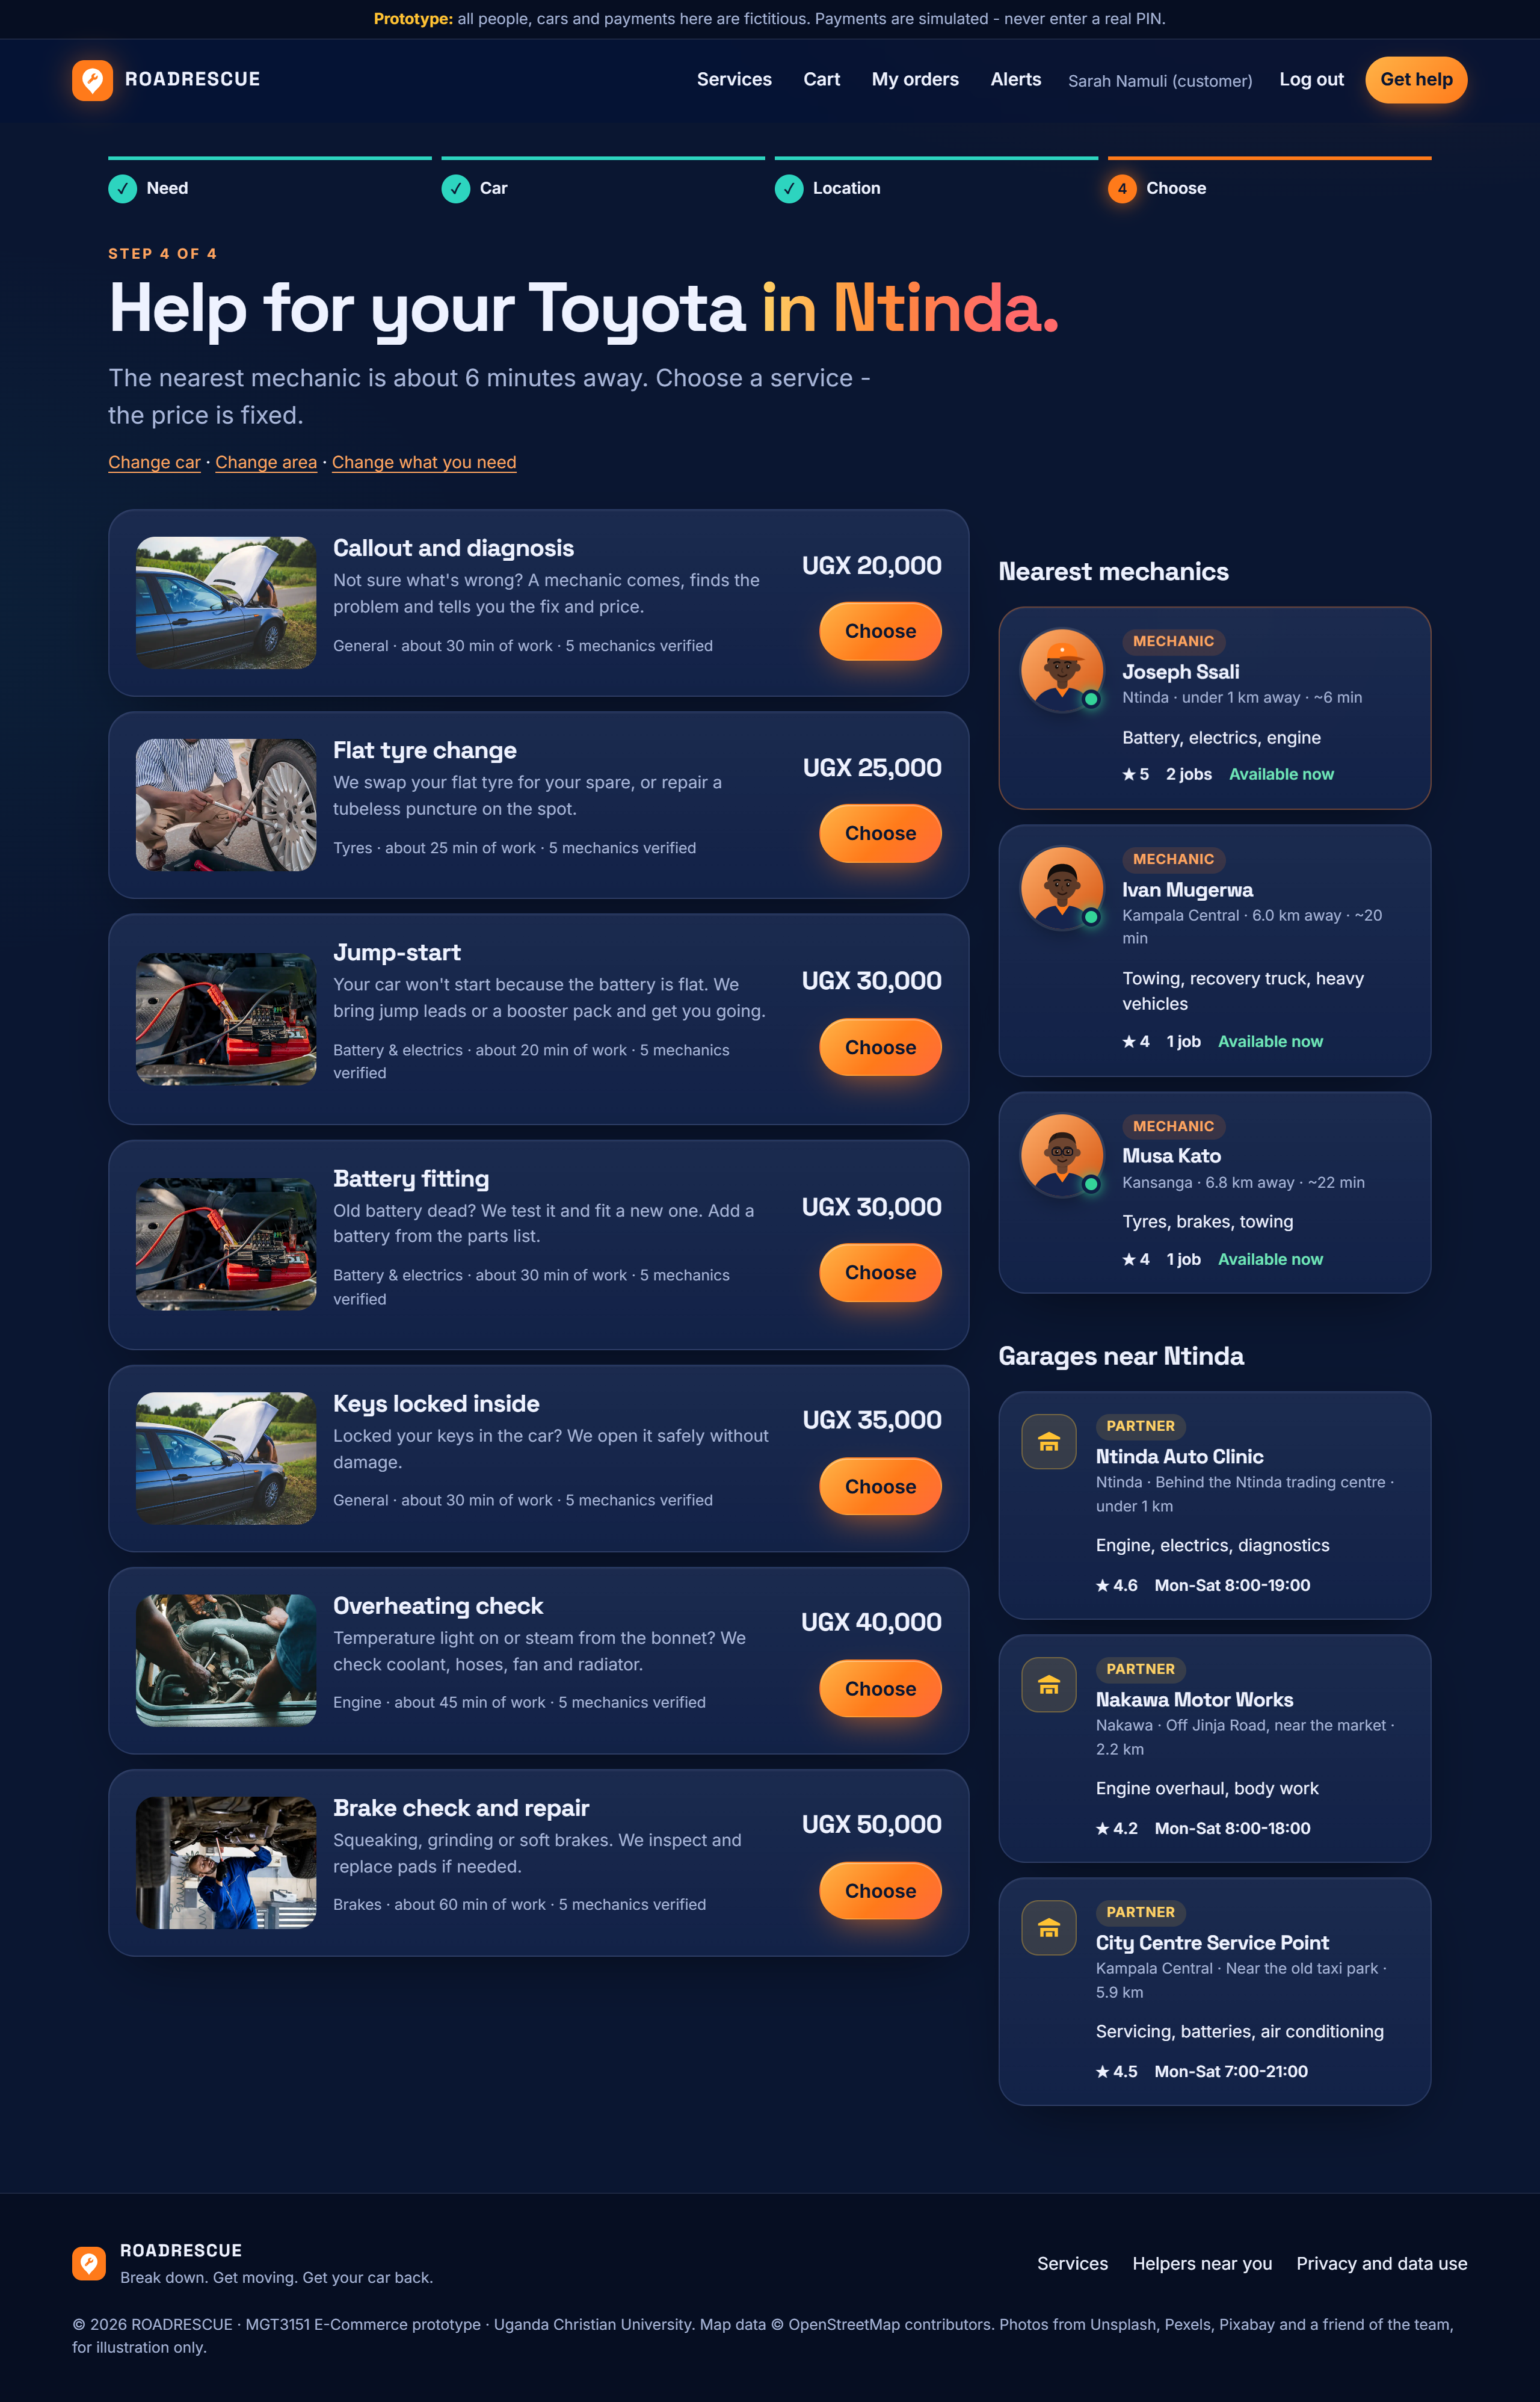 Prototype: all people, cars and payments here are fictitious. Payments are simulated - never enter a real PIN.
ROADRESCUE
Services
Cart
My orders
Alerts
Sarah Namuli (customer)
Log out
Get help
✓ Need
✓ Car
✓ Location
4 Choose
STEP 4 OF 4
Help for your Toyota in Ntinda.
The nearest mechanic is about 6 minutes away. Choose a service -
the price is fixed.
Change car · Change area · Change what you need
Callout and diagnosis
Not sure what's wrong? A mechanic comes, finds the
problem and tells you the fix and price.
General · about 30 min of work · 5 mechanics verified
UGX 20,000
Choose
Flat tyre change
We swap your flat tyre for your spare, or repair a
tubeless puncture on the spot.
Tyres · about 25 min of work · 5 mechanics verified
UGX 25,000
Choose
Jump-start
Your car won't start because the battery is flat. We
bring jump leads or a booster pack and get you going.
Battery & electrics · about 20 min of work · 5 mechanics
verified
UGX 30,000
Choose
Battery fitting
Old battery dead? We test it and fit a new one. Add a
battery from the parts list.
Battery & electrics · about 30 min of work · 5 mechanics
verified
UGX 30,000
Choose
Keys locked inside
Locked your keys in the car? We open it safely without
damage.
General · about 30 min of work · 5 mechanics verified
UGX 35,000
Choose
Overheating check
Temperature light on or steam from the bonnet? We
check coolant, hoses, fan and radiator.
Engine · about 45 min of work · 5 mechanics verified
UGX 40,000
Choose
Brake check and repair
Squeaking, grinding or soft brakes. We inspect and
replace pads if needed.
Brakes · about 60 min of work · 5 mechanics verified
UGX 50,000
Choose
Nearest mechanics
MECHANIC
Joseph Ssali
Ntinda · under 1 km away · ~6 min
Battery, electrics, engine
★ 5 2 jobs Available now
MECHANIC
Ivan Mugerwa
Kampala Central · 6.0 km away · ~20
min
Towing, recovery truck, heavy
vehicles
★ 4 1 job Available now
MECHANIC
Musa Kato
Kansanga · 6.8 km away · ~22 min
Tyres, brakes, towing
★ 4 1 job Available now
Garages near Ntinda
PARTNER
Ntinda Auto Clinic
Ntinda · Behind the Ntinda trading centre ·
under 1 km
Engine, electrics, diagnostics
★ 4.6 Mon-Sat 8:00-19:00
PARTNER
Nakawa Motor Works
Nakawa · Off Jinja Road, near the market ·
2.2 km
Engine overhaul, body work
★ 4.2 Mon-Sat 8:00-18:00
PARTNER
City Centre Service Point
Kampala Central · Near the old taxi park ·
5.9 km
Servicing, batteries, air conditioning
★ 4.5 Mon-Sat 7:00-21:00
ROADRESCUE
Break down. Get moving. Get your car back.
Services
Helpers near you
Privacy and data use
© 2026 ROADRESCUE · MGT3151 E-Commerce prototype · Uganda Christian University. Map data © OpenStreetMap contributors. Photos from Unsplash, Pexels, Pixabay and a friend of the team,
for illustration only.